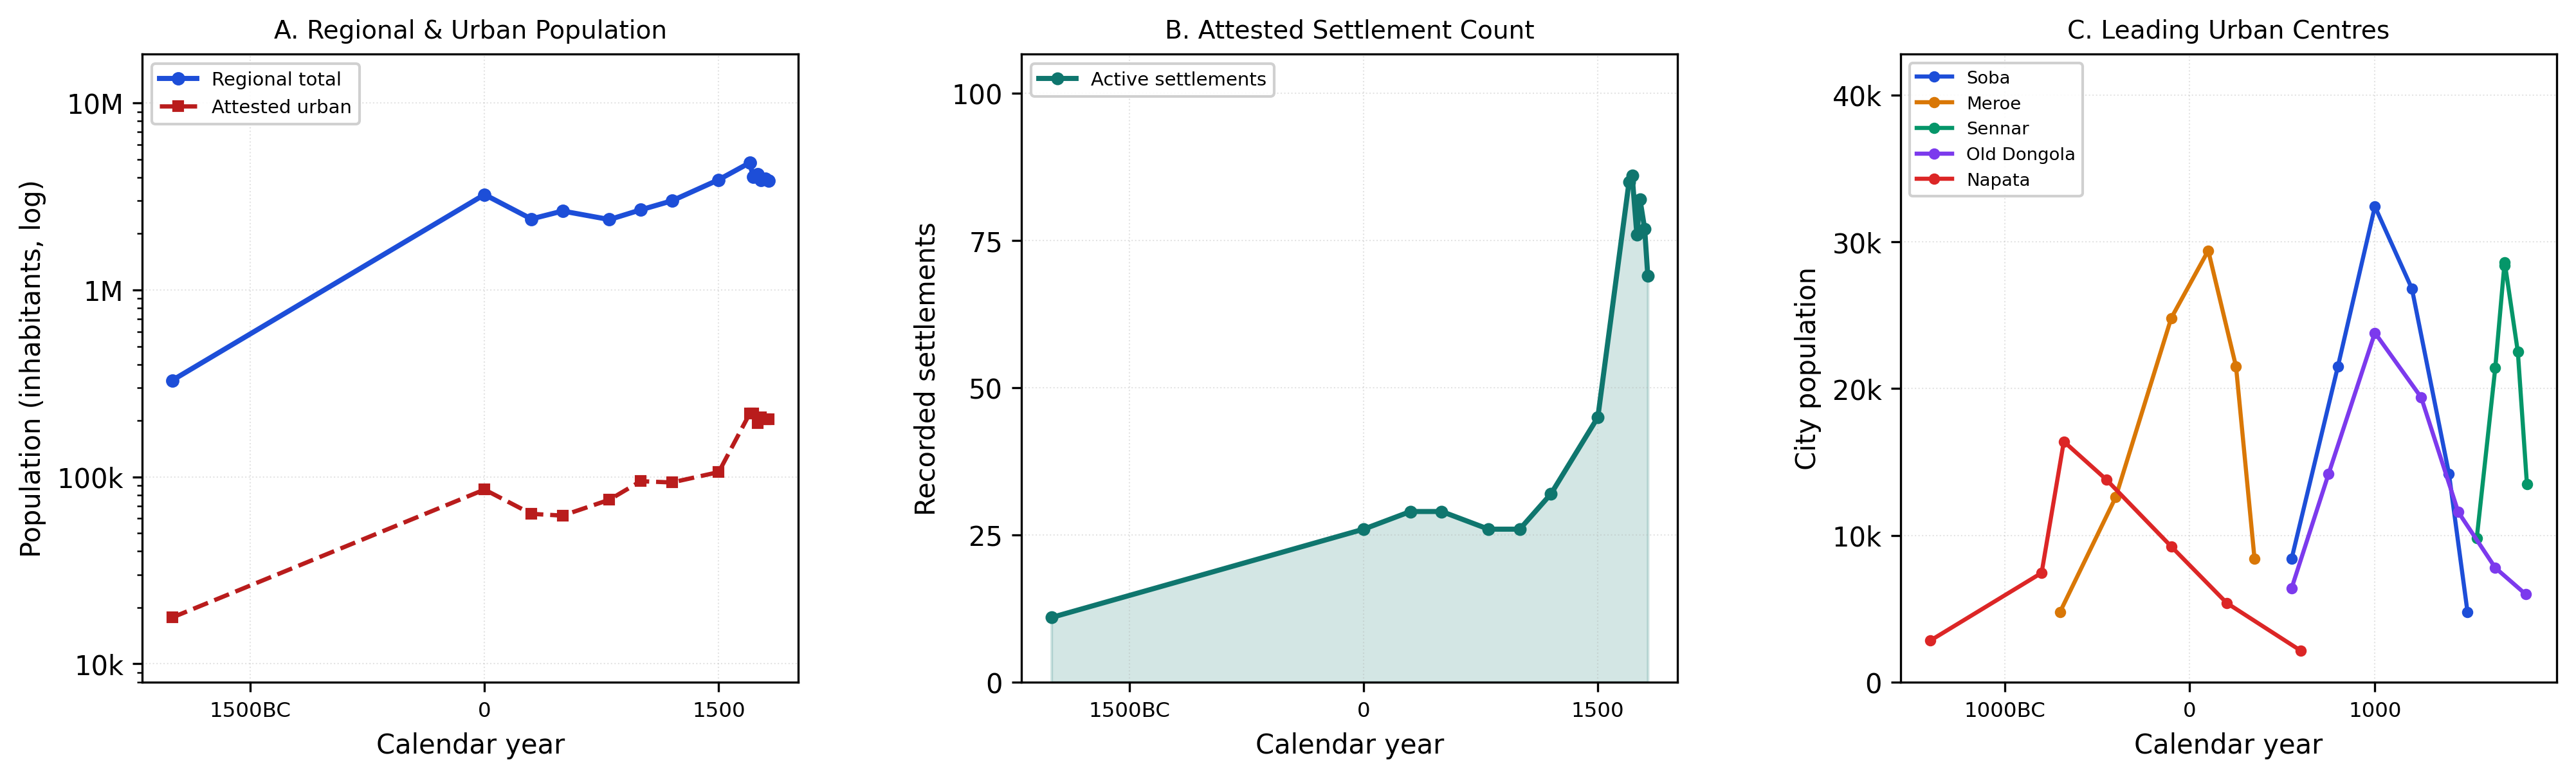 A. Regional & Urban Population
Population (inhabitants, log)
10M
1M
100k
10k
Regional total
Attested urban
1500BC
0
1500
Calendar year
B. Attested Settlement Count
Recorded settlements
100
75
50
25
0
Active settlements
1500BC
0
1500
Calendar year
C. Leading Urban Centres
City population
40k
30k
20k
10k
0
Soba
Meroe
Sennar
Old Dongola
Napata
1000BC
0
1000
Calendar year